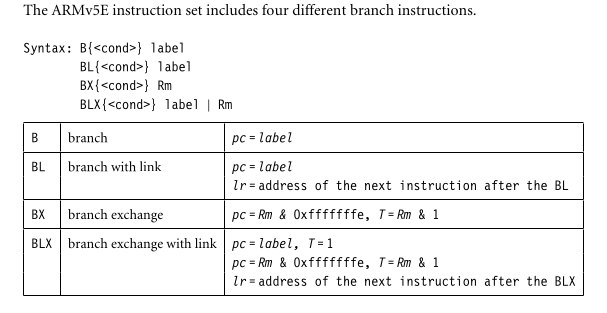 The ARMv5E instruction set includes four different branch instructions.
Syntax: B{<cond>} label
BL{<cond>} label
BX{<cond>} Rm
BLX{<cond>} label | Rm
B branch pc = label
BL branch with link pc = label
lr = address of the next instruction after the BL
BX branch exchange pc = Rm & 0xfffffffe, T = Rm & 1
BLX branch exchange with link pc = label, T = 1
pc = Rm & 0xfffffffe, T = Rm & 1
lr = address of the next instruction after the BLX